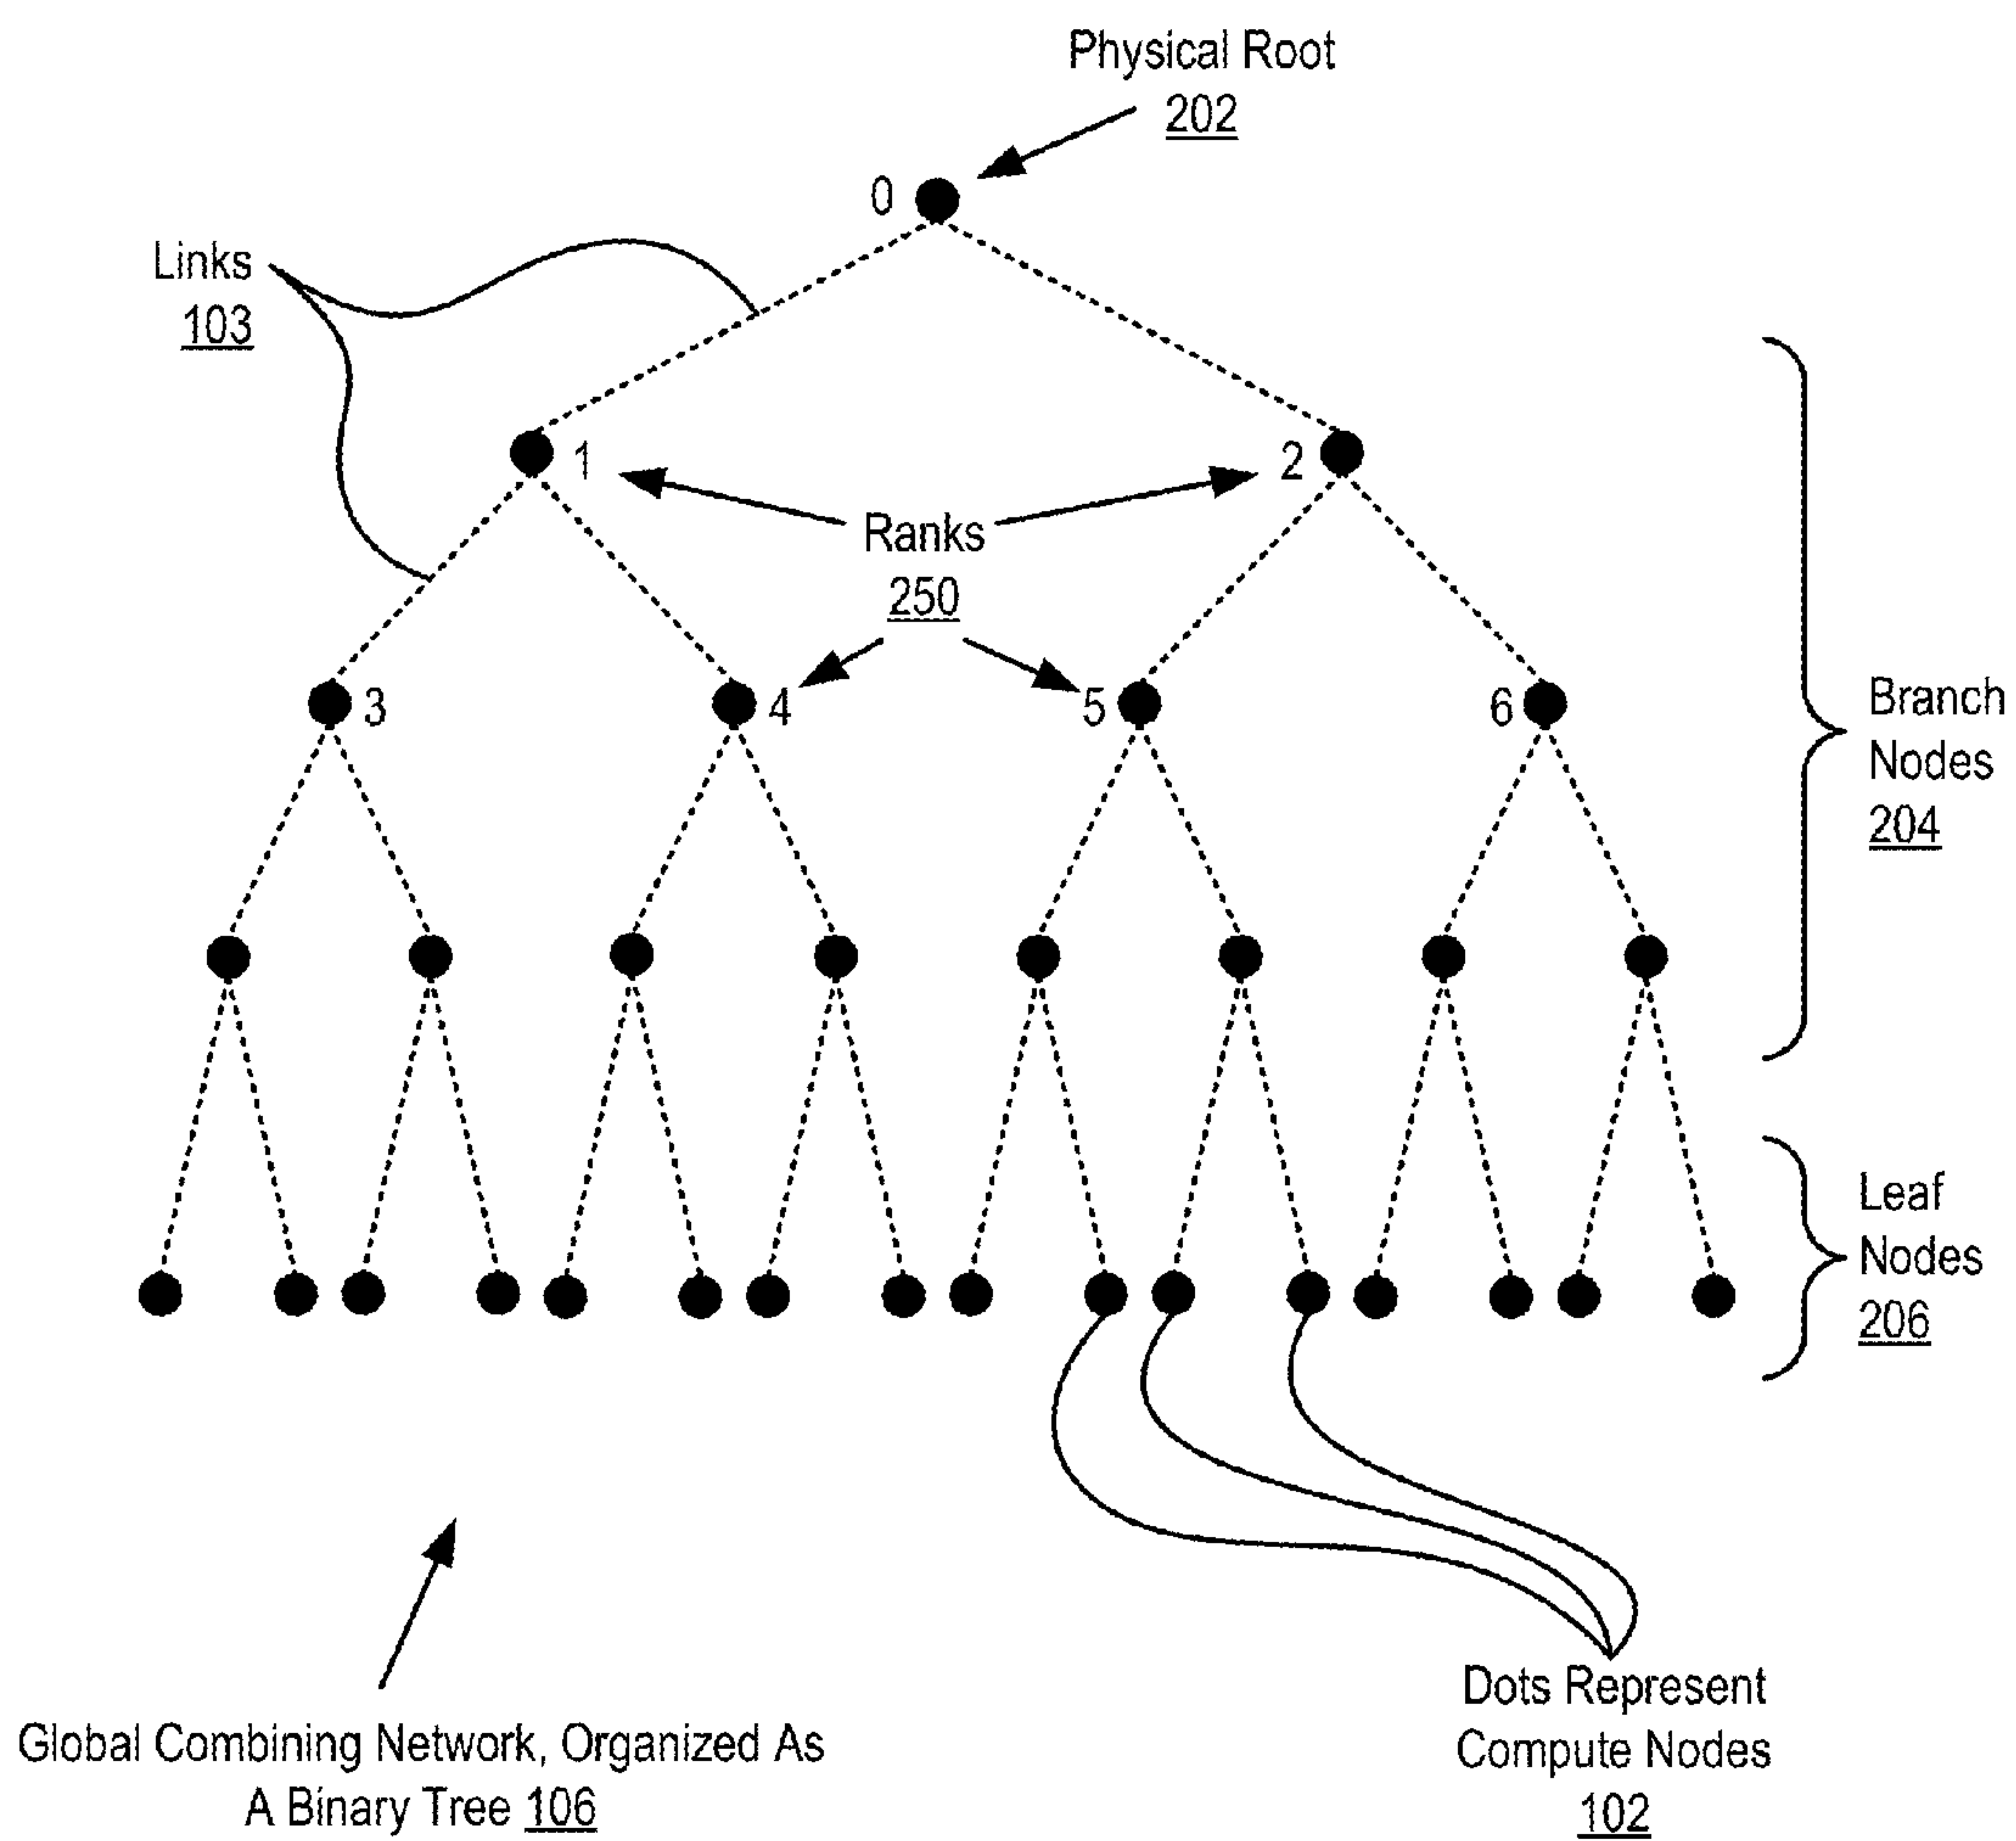 Physical Root
202
0
Links
103
1
2
Ranks
250
3
4
5
6
Branch
Nodes
204
Leaf
Nodes
206
Dots Represent
Compute Nodes
102
Global Combining Network, Organized As
A Binary Tree 106